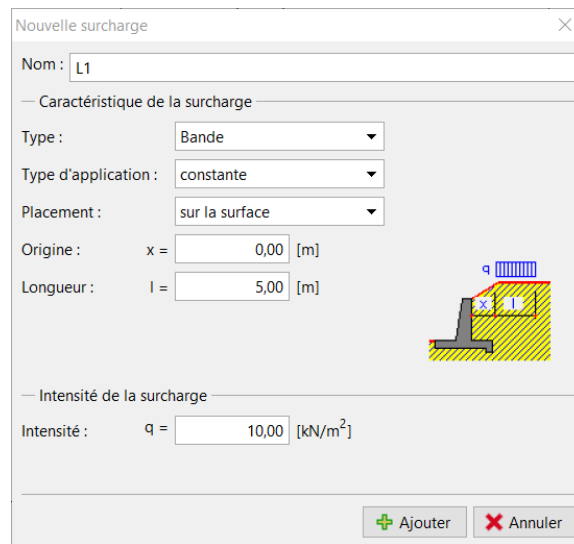 Nouvelle surcharge
Nom : L1
Caractéristique de la surcharge
Type : Bande
Type d'application : constante
Placement : sur la surface
Origine : x = 0,00 [m]
Longueur : l = 5,00 [m]
q
x l
Intensité de la surcharge
Intensité : q = 10,00 [kN/m²]
Ajouter Annuler